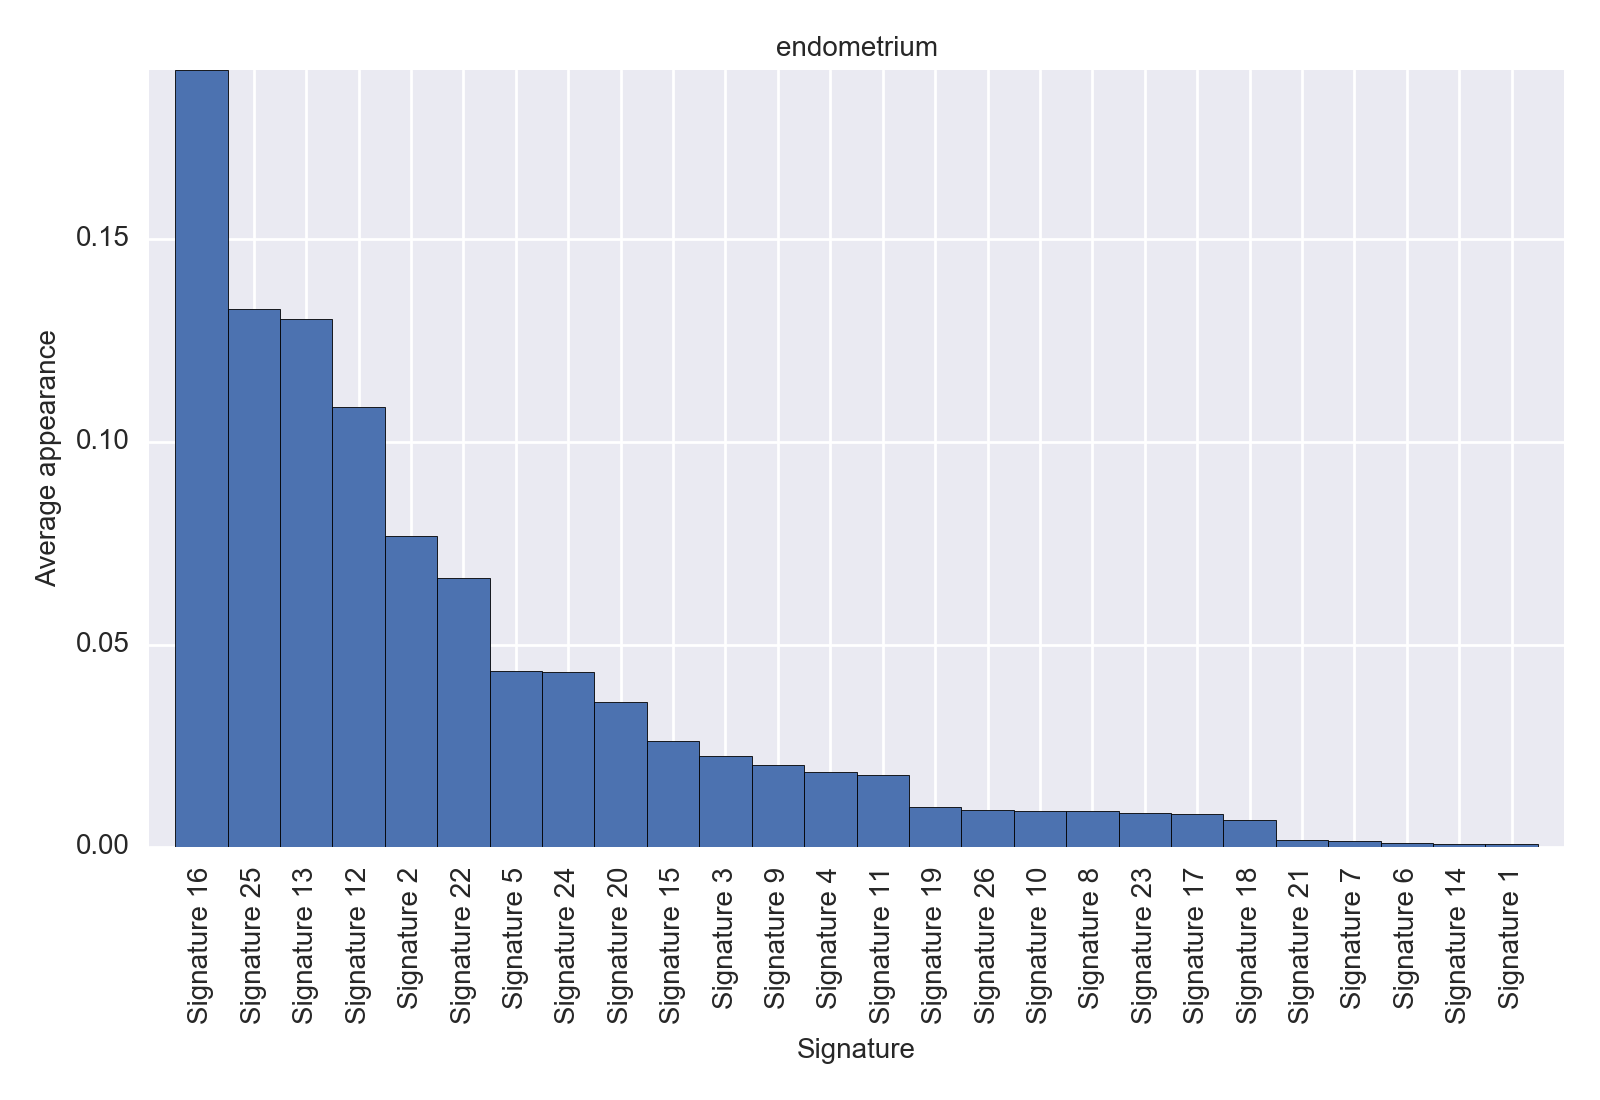 endometrium
Average appearance
0.15
0.10
0.05
0.00
Signature 16
Signature 25
Signature 13
Signature 12
Signature 2
Signature 22
Signature 5
Signature 24
Signature 20
Signature 15
Signature 3
Signature 9
Signature 4
Signature 11
Signature 19
Signature 26
Signature 10
Signature 8
Signature 23
Signature 17
Signature 18
Signature 21
Signature 7
Signature 6
Signature 14
Signature 1
Signature